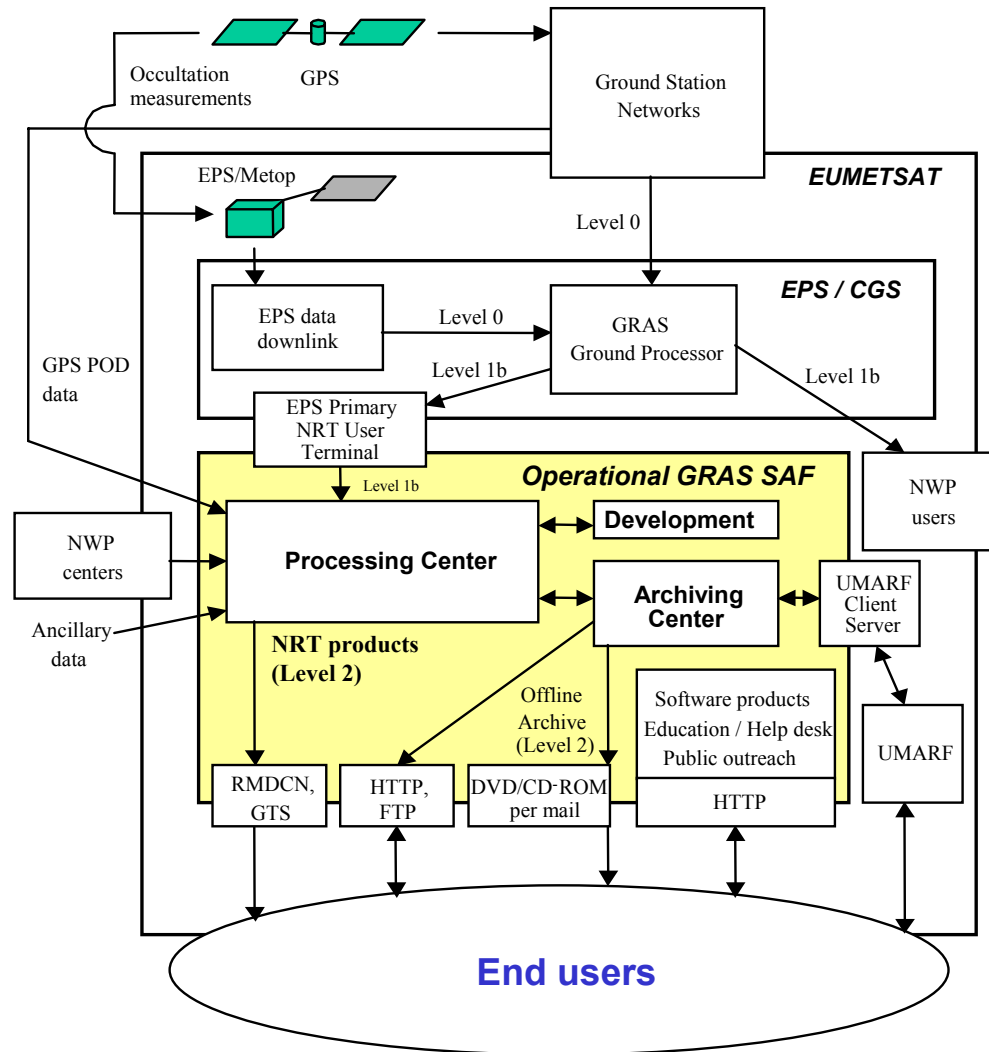 Occultation
measurements
GPS
Ground Station
Networks
EPS/Metop
EUMETSAT
Level 0
EPS / CGS
EPS data
downlink
Level 0
GRAS
Ground Processor
GPS POD
data
Level 1b
Level 1b
EPS Primary
NRT User
Terminal
Operational GRAS SAF
Level 1b
NWP
users
Development
Processing Center
NWP
centers
Archiving
Center
UMARF
Client
Server
Ancillary
data
NRT products
(Level 2)
Offline
Archive
(Level 2)
Software products
Education / Help desk
Public outreach
UMARF
RMDCN,
GTS
HTTP,
FTP
DVD/CD-ROM
per mail
HTTP
End users